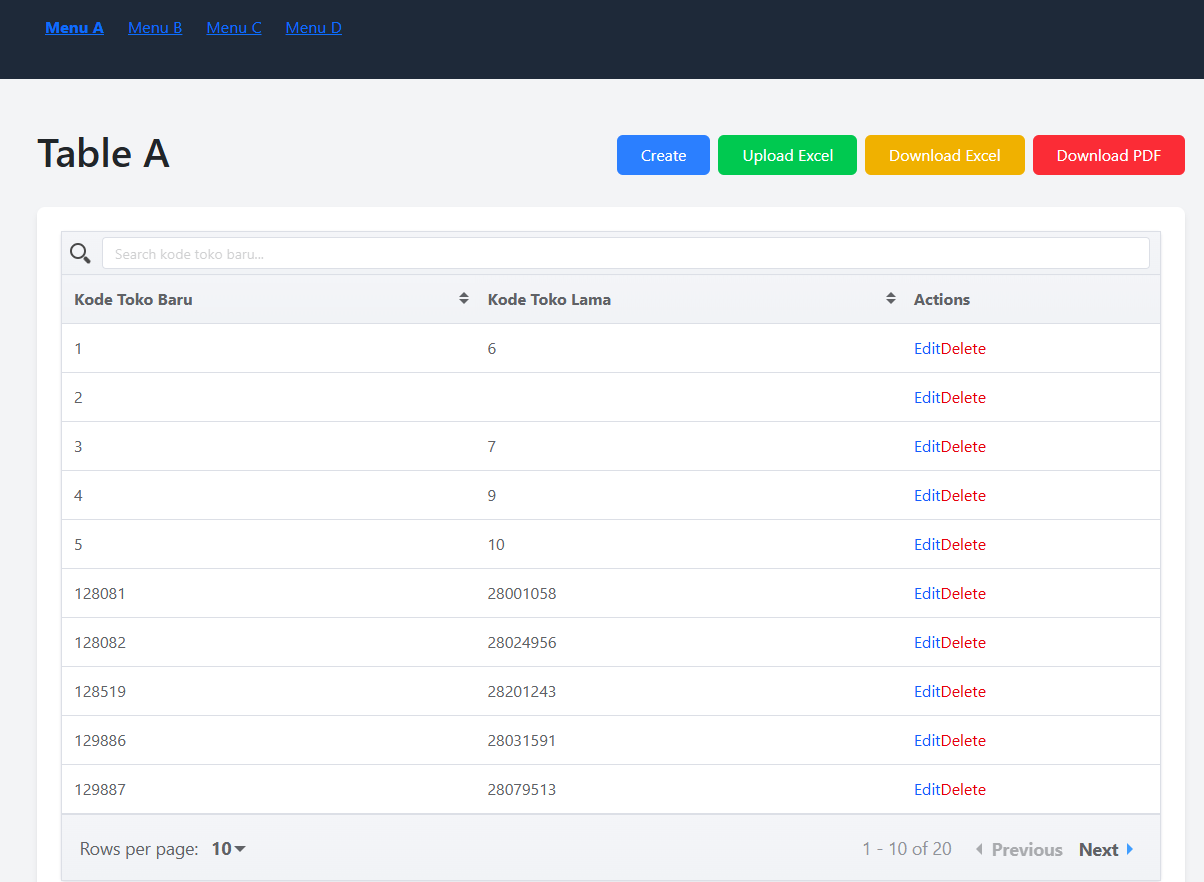 Menu A Menu B Menu C Menu D
Table A
Create Upload Excel Download Excel Download PDF
Search kode toko baru...
Kode Toko Baru Kode Toko Lama Actions
1 6 EditDelete
2 EditDelete
3 7 EditDelete
4 9 EditDelete
5 10 EditDelete
128081 28001058 EditDelete
128082 28024956 EditDelete
128519 28201243 EditDelete
129886 28031591 EditDelete
129887 28079513 EditDelete
Rows per page: 10 1 - 10 of 20 Previous Next